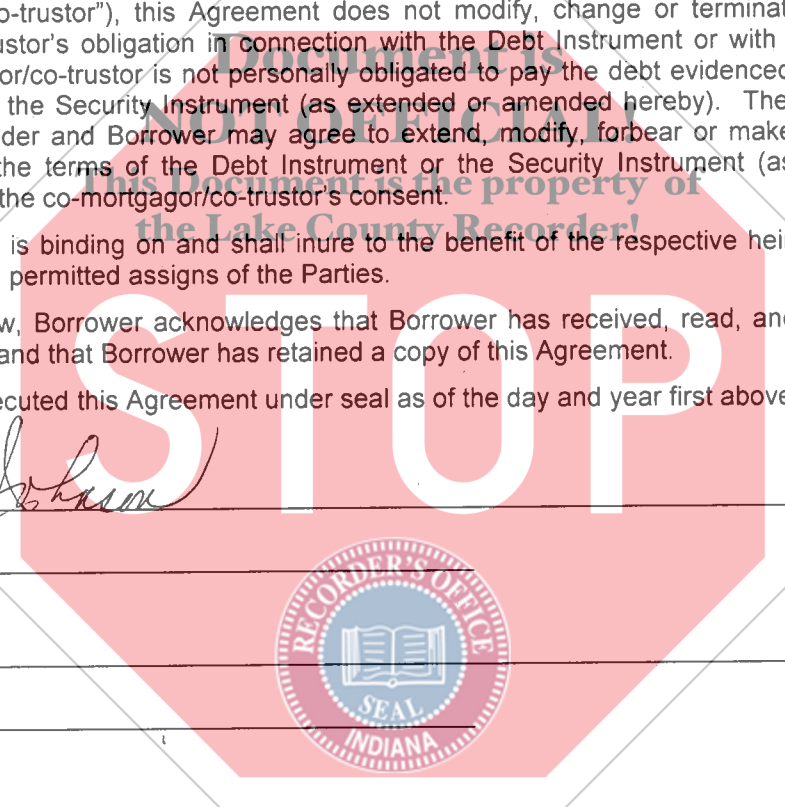 o-trustor"), this Agreement does not modify, change or terminat
ustor's obligation in connection with the Debt Instrument or with
or/co-trustor is not personally obligated to pay the debt evidenced
the Security Instrument (as extended or amended hereby). The
der and Borrower may agree to extend, modify, forbear or make
the terms of the Debt Instrument or the Security Instrument (as
the co-mortgagor/co-trustor's consent.
is binding on and shall inure to the benefit of the respective hei
permitted assigns of the Parties.
w, Borrower acknowledges that Borrower has received, read, and
and that Borrower has retained a copy of this Agreement.
ecuted this Agreement under seal as of the day and year first above
Document is
NOT OFFICIAL!
This Document is the property of
the Lake County Recorder!
STOP
Johnson
RECORDER'S OFFICE
SEAL
INDIANA